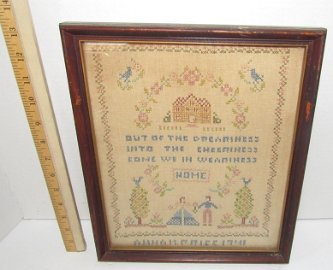 OUT OF THE DREARINESS
INTO THE CHEERINESS
COME WE IN WEARINESS
HOME